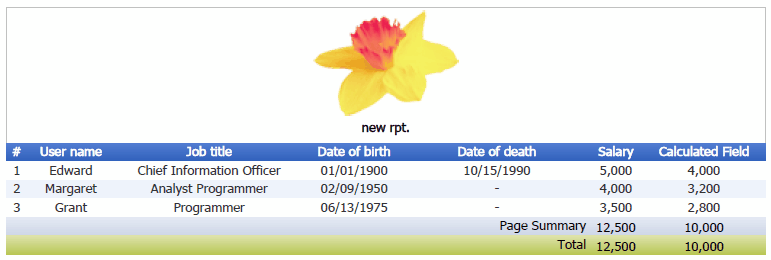 new rpt.
# User name Job title Date of birth Date of death Salary Calculated Field
1 Edward Chief Information Officer 01/01/1900 10/15/1990 5,000 4,000
2 Margaret Analyst Programmer 02/09/1950 - 4,000 3,200
3 Grant Programmer 06/13/1975 - 3,500 2,800
Page Summary 12,500 10,000
Total 12,500 10,000